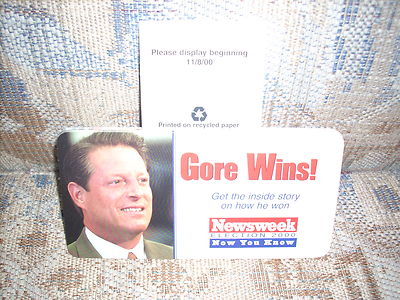 Please display beginning
11/8/00
Printed on recycled paper
Gore Wins!
Get the inside story
on how he won
Newsweek
ELECTION 2000
Now You Know